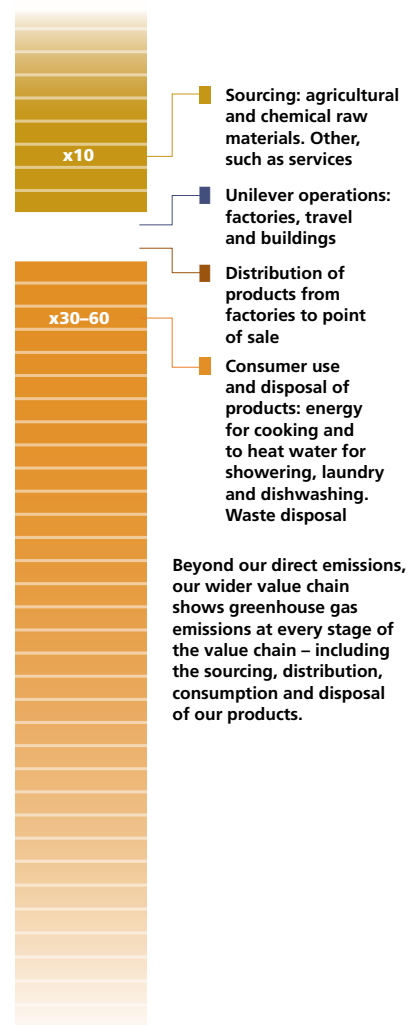 x10
Sourcing: agricultural
and chemical raw
materials. Other,
such as services
Unilever operations:
factories, travel
and buildings
Distribution of
products from
factories to point
of sale
x30–60
Consumer use
and disposal of
products: energy
for cooking and
to heat water for
showering, laundry
and dishwashing.
Waste disposal
Beyond our direct emissions,
our wider value chain
shows greenhouse gas
emissions at every stage of
the value chain – including
the sourcing, distribution,
consumption and disposal
of our products.